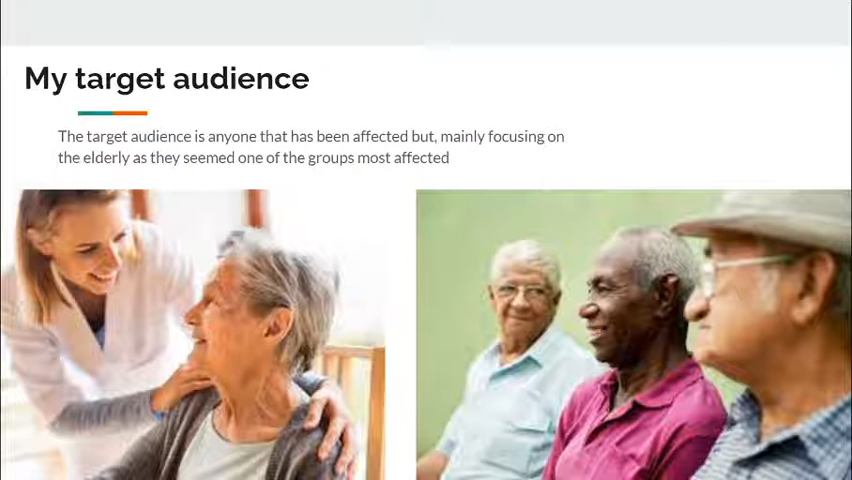 My target audience
The target audience is anyone that has been affected but, mainly focusing on
the elderly as they seemed one of the groups most affected